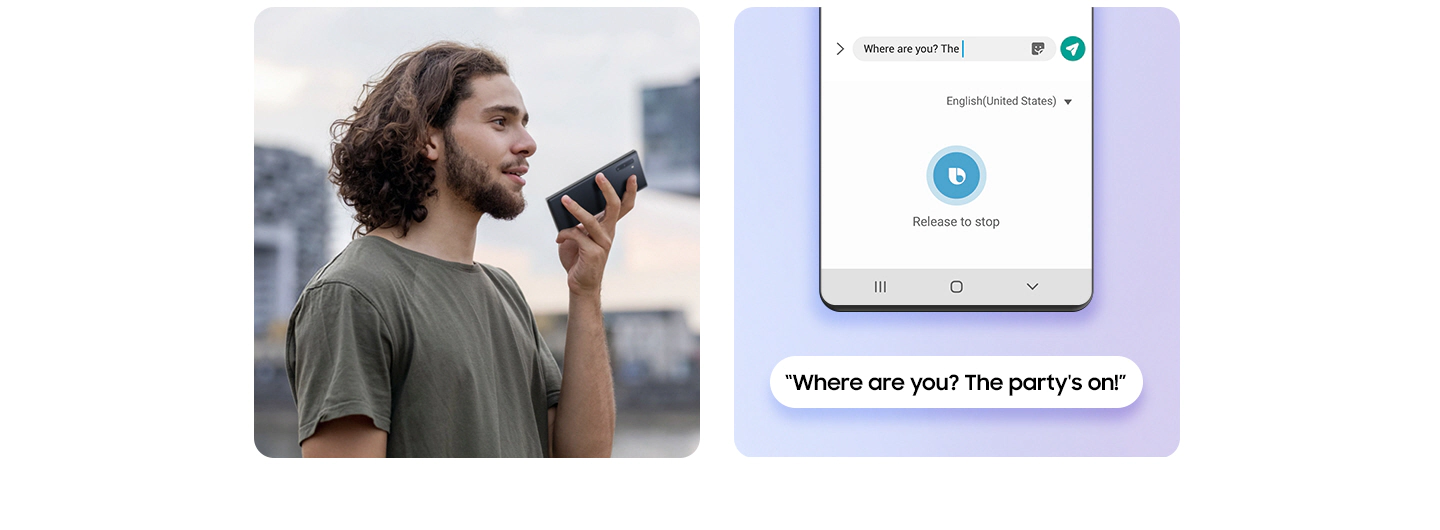 Where are you? The
English(United States)
Release to stop
“Where are you? The party's on!”